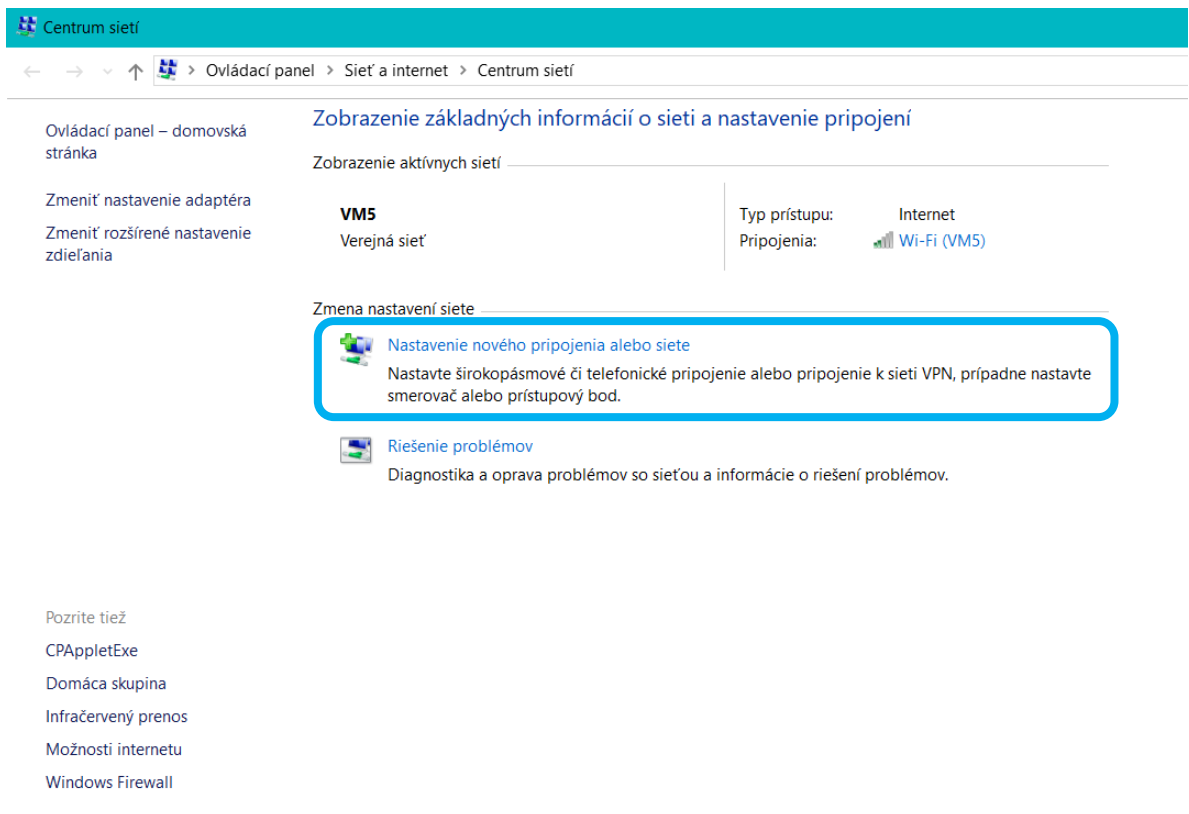 Centrum sietí
Ovládací panel > Sieť a internet > Centrum sietí
Ovládací panel – domovská
stránka
Zmeniť nastavenie adaptéra
Zmeniť rozšírené nastavenie
zdieľania
Zobrazenie základných informácií o sieti a nastavenie pripojení
Zobrazenie aktívnych sietí
VM5
Verejná sieť
Typ prístupu: Internet
Pripojenia: Wi-Fi (VM5)
Zmena nastavení siete
Nastavenie nového pripojenia alebo siete
Nastavte širokopásmové či telefonické pripojenie alebo pripojenie k sieti VPN, prípadne nastavte
smerovač alebo prístupový bod.
Riešenie problémov
Diagnostika a oprava problémov so sieťou a informácie o riešení problémov.
Pozrite tiež
CPAppletExe
Domáca skupina
Infračervený prenos
Možnosti internetu
Windows Firewall